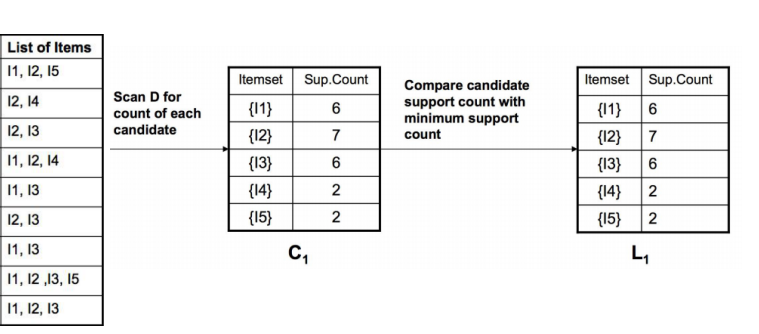 List of Items
I1, I2, I5
I2, I4
I2, I3
I1, I2, I4
I1, I3
I2, I3
I1, I3
I1, I2 ,I3, I5
I1, I2, I3
Scan D for
count of each
candidate
Itemset Sup.Count
{I1} 6
{I2} 7
{I3} 6
{I4} 2
{I5} 2
C1
Compare candidate
support count with
minimum support
count
Itemset Sup.Count
{I1} 6
{I2} 7
{I3} 6
{I4} 2
{I5} 2
L1